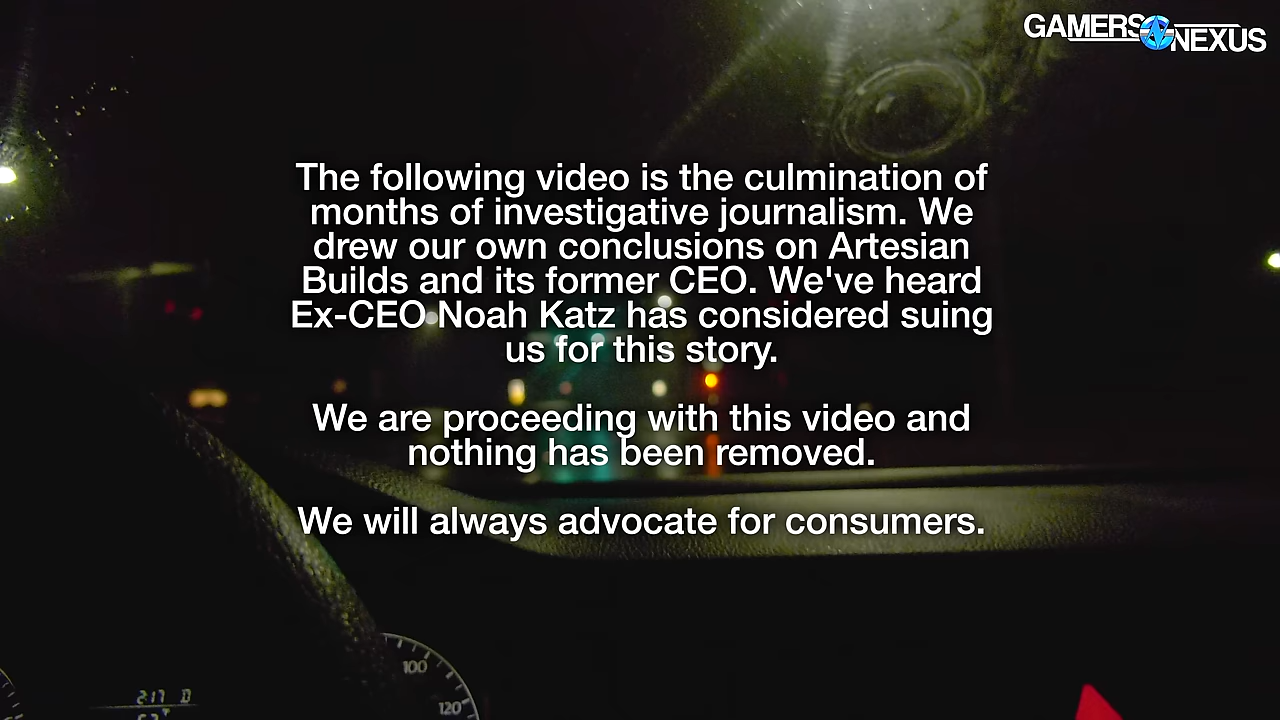 GAMERS NEXUS
The following video is the culmination of
months of investigative journalism. We
drew our own conclusions on Artesian
Builds and its former CEO. We've heard
Ex-CEO Noah Katz has considered suing
us for this story.
We are proceeding with this video and
nothing has been removed.
We will always advocate for consumers.
100
120
217 D